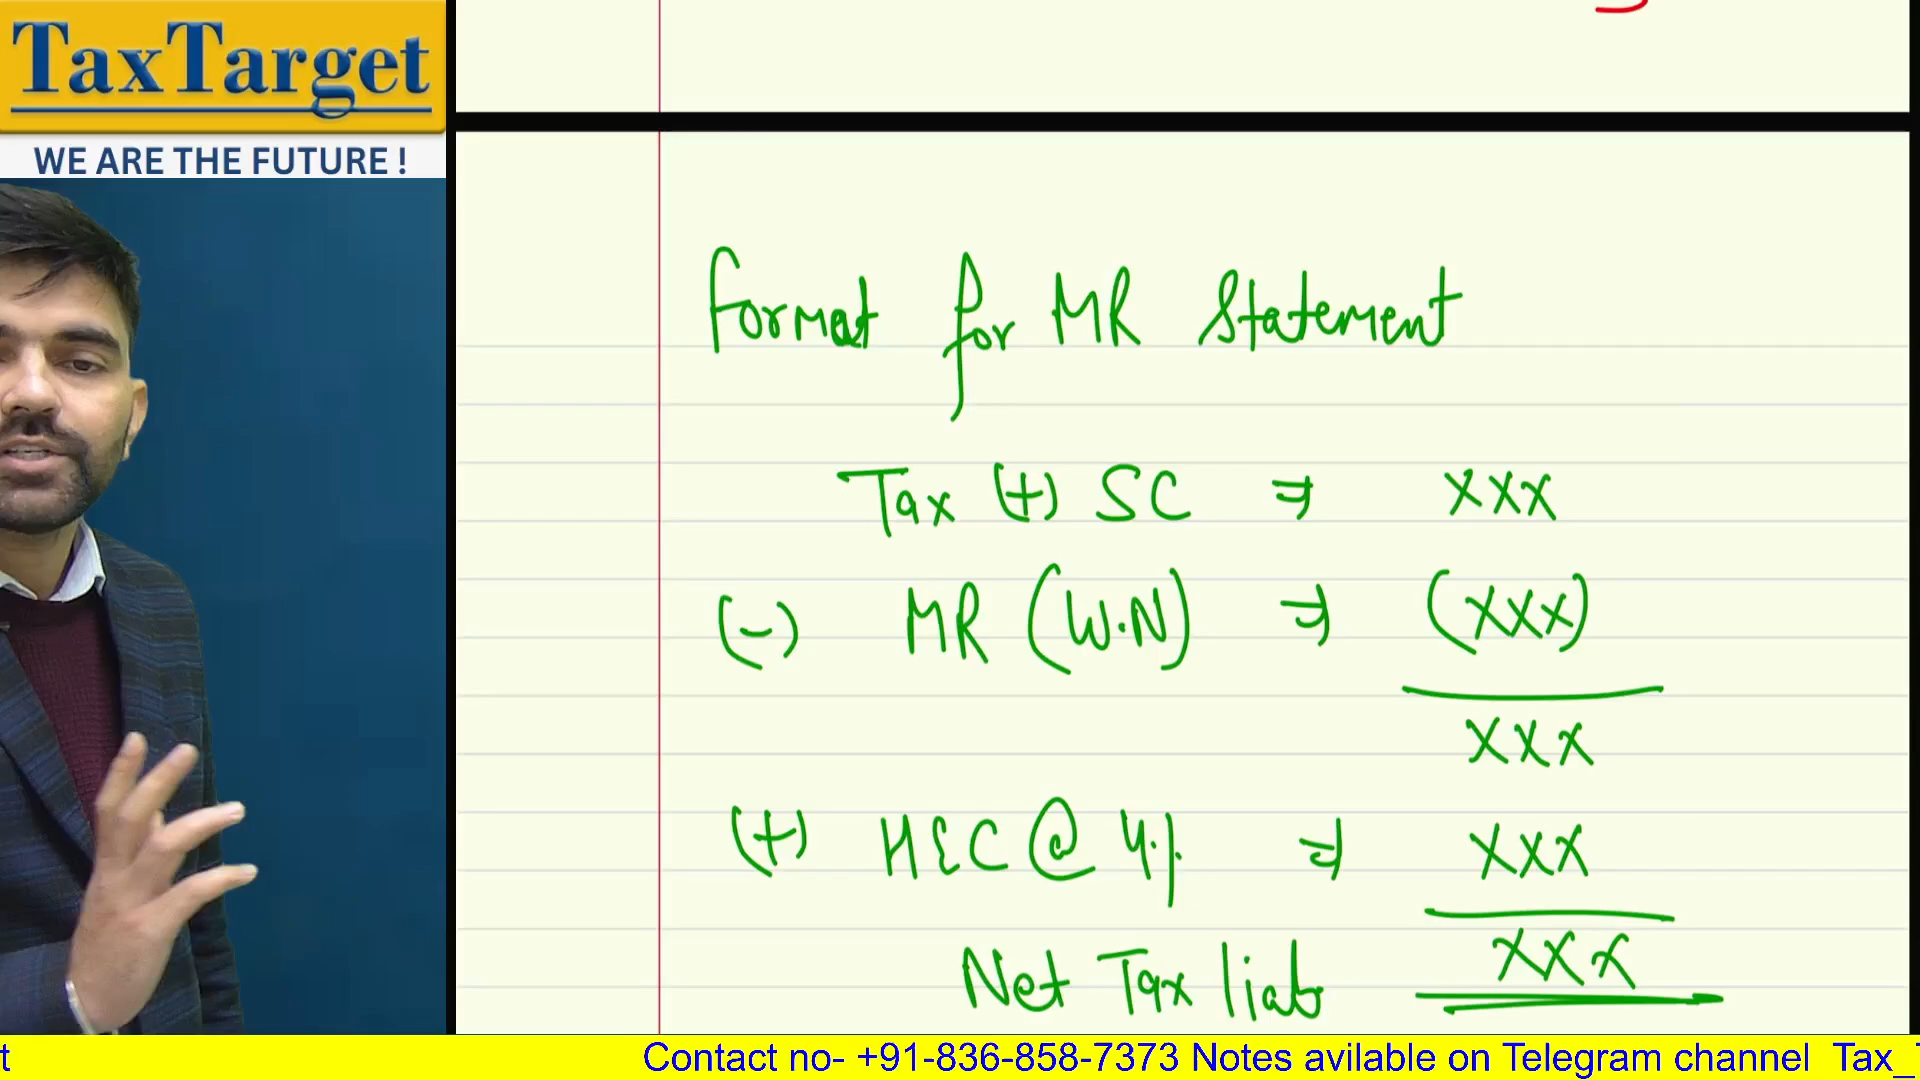 TaxTarget
WE ARE THE FUTURE !
Format for MR Statement
Tax (+) SC ⇒ XXX
(-) MR (W.N) ⇒ (XXX)
XXX
(+) HEC @ 4% ⇒ XXX
Net Tax liab XXX
t Contact no- +91-836-858-7373 Notes avilable on Telegram channel Tax_